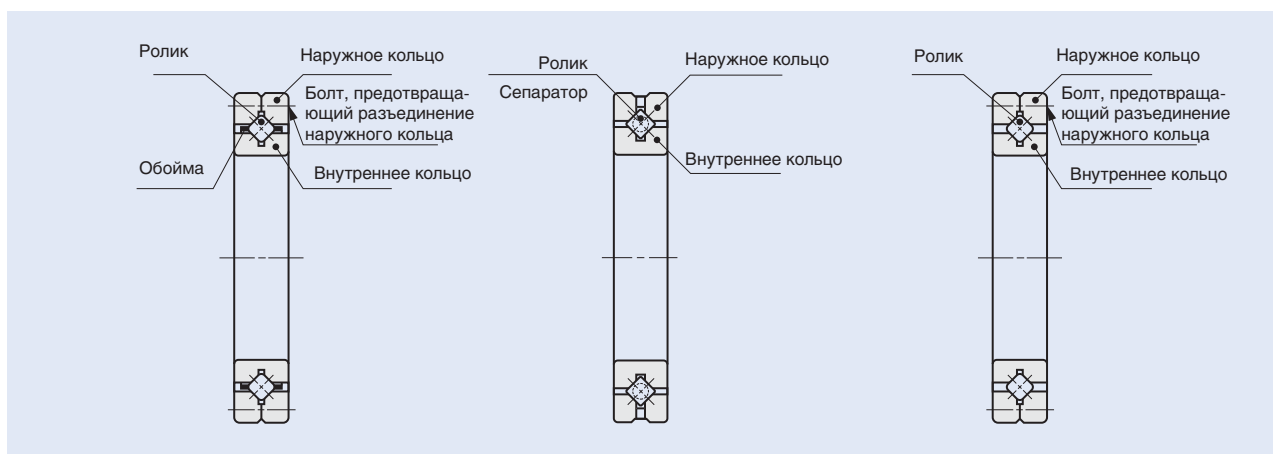 Ролик
Наружное кольцо
Болт, предотвраща-
ющий разъединение
наружного кольца
Обойма
Внутреннее кольцо
Ролик
Сепаратор
Наружное кольцо
Внутреннее кольцо
Ролик
Наружное кольцо
Болт, предотвраща-
ющий разъединение
наружного кольца
Внутреннее кольцо